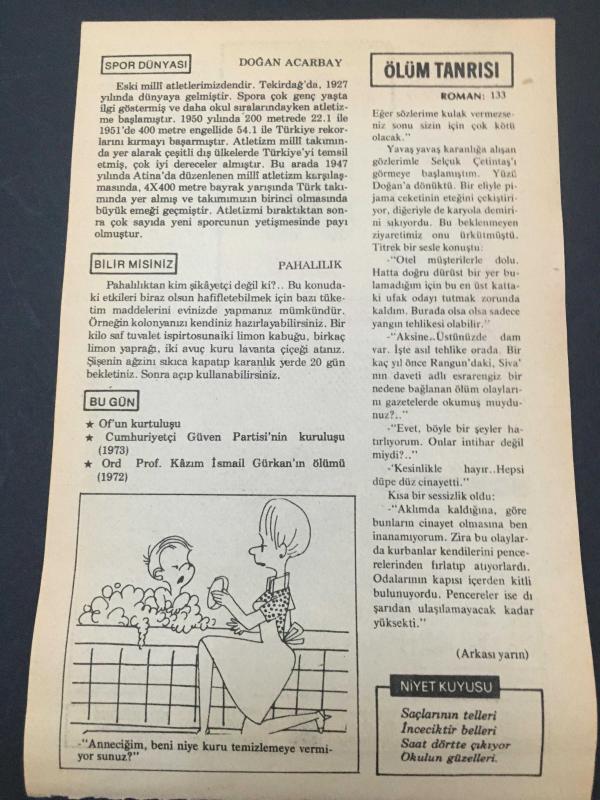 SPOR DÜNYASI
DOĞAN ACARBAY
Eski millî atletlerimizdendir. Tekirdağ'da, 1927
yılında dünyaya gelmiştir. Spora çok genç yaşta
ilgi göstermiş ve daha okul sıralarındayken atletiz-
me başlamıştır. 1950 yılında 200 metrede 22.1 ile
1951'de 400 metre engellide 54.1 ile Türkiye rekor-
larını kırmayı başarmıştır. Atletizm millî takımın-
da yer alarak çeşitli dış ülkelerde Türkiye'yi temsil
etmiş, çok iyi dereceler almıştır. Bu arada 1947
yılında Atina'da düzenlenen millî atletizm karşılaş-
masında, 4X400 metre bayrak yarışında Türk takı-
mında yer almış ve takımımızın birinci olmasında
büyük emeği geçmiştir. Atletizmi bıraktıktan son-
ra çok sayıda yeni sporcunun yetişmesinde payı
olmuştur.
BİLİR MİSİNİZ
PAHALILIK
Pahalılıktan kim şikâyetçi değil ki?.. Bu konuda-
ki etkileri biraz olsun hafifletebilmek için bazı tüke-
tim maddelerini evinizde yapmanız mümkündür.
Örneğin kolonyanızı kendiniz hazırlayabilirsiniz. Bir
kilo saf tuvalet ispirtosunaiki limon kabuğu, birkaç
limon yaprağı, iki avuç kuru lavanta çiçeği atınız.
Şişenin ağzını sıkıca kapatıp karanlık yerde 20 gün
bekletiniz. Sonra açıp kullanabilirsiniz.
BU GÜN
★ Of'un kurtuluşu
★ Cumhuriyetçi Güven Partisi'nin kuruluşu
(1973)
★ Ord Prof. Kâzım İsmail Gürkan'ın ölümü
(1972)
-"Anneciğim, beni niye kuru temizlemeye vermi-
yor sunuz?"
ÖLÜM TANRISI
ROMAN: 133
Eğer sözlerime kulak vermezse-
niz sonu sizin için çok kötü
olacak."
Yavaş yavaş karanlığa alışan
gözlerimle Selçuk Çetintaş'ı
görmeye başlamıştım. Yüzü
Doğan'a dönüktü. Bir eliyle pi-
jama ceketinin eteğini çekiştiri-
yor, diğeriyle de karyola demiri-
ni sıkıyordu. Bu beklenmeyen
ziyaretimiz onu ürkütmüştü.
Titrek bir sesle konuştu:
-"Otel müşterilerle dolu.
Hatta doğru dürüst bir yer bu-
lamadığım için bu en üst katta-
ki ufak odayı tutmak zorunda
kaldım. Burada olsa olsa sadece
yangın tehlikesi olabilir."
-"Aksine..Üstünüzde dam
var. İşte asıl tehlike orada. Bir
kaç yıl önce Rangun'daki, Siva'
nın daveti adlı esrarengiz bir
nedene bağlanan ölüm olayları-
nı gazetelerde okumuş muydu-
nuz?.."
-"Evet, böyle bir şeyler ha-
tırlıyorum. Onlar intihar değil
miydi?.."
-'Kesinlikle hayır..Hepsi
düpe düz cinayetti."
Kısa bir sessizlik oldu:
-"Aklımda kaldığına, göre
bunların cinayet olmasına ben
inanamıyorum. Zira bu olaylar-
da kurbanlar kendilerini pence-
relerinden fırlatıp atıyorlardı.
Odalarının kapısı içerden kitli
bulunuyordu. Pencereler ise dı
şarıdan ulaşılamayacak kadar
yüksekti."
(Arkası yarın)
NİYET KUYUSU
Saçlarının telleri
İnceciktir belleri
Saat dörtte çıkıyor
Okulun güzelleri.